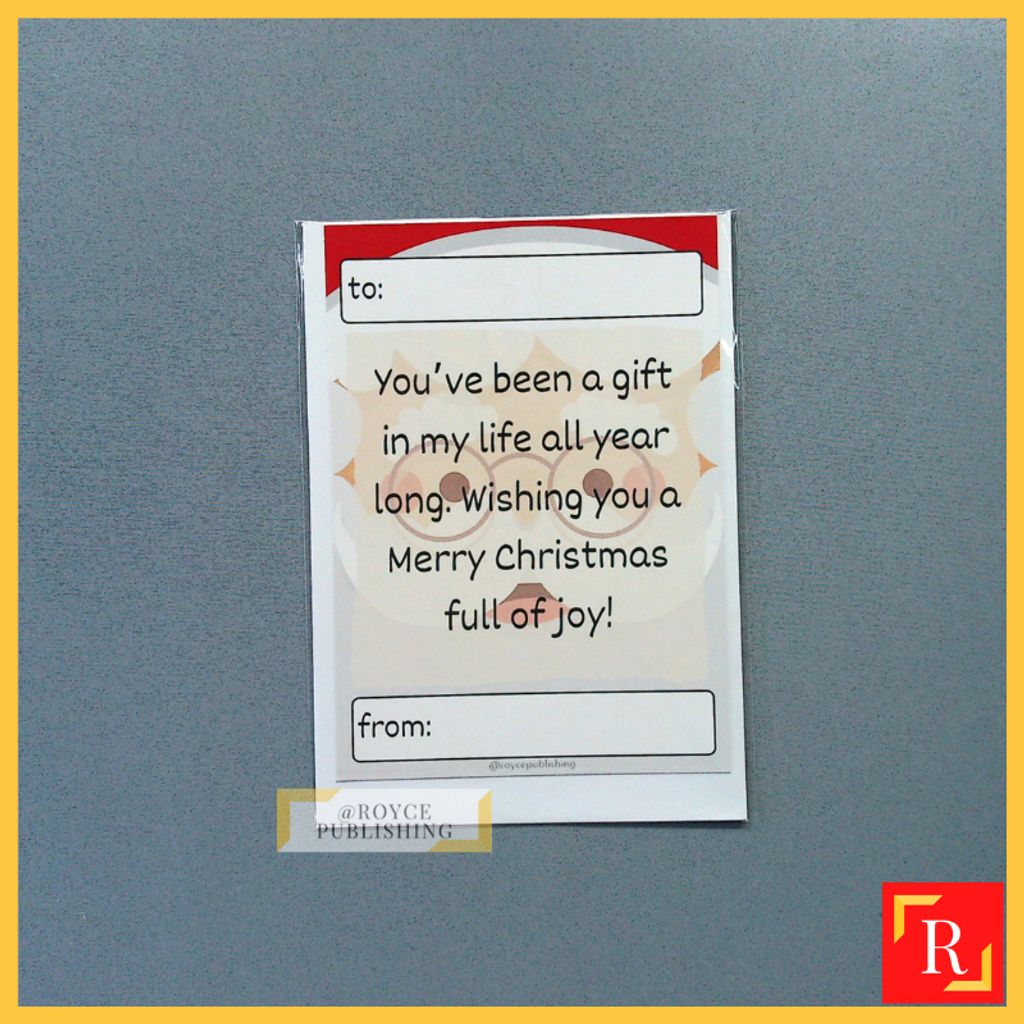 to:
You've been a gift
in my life all year
long. Wishing you a
Merry Christmas
full of joy!
from:
@roycepublishing
@ROYCE
PUBLISHING
R